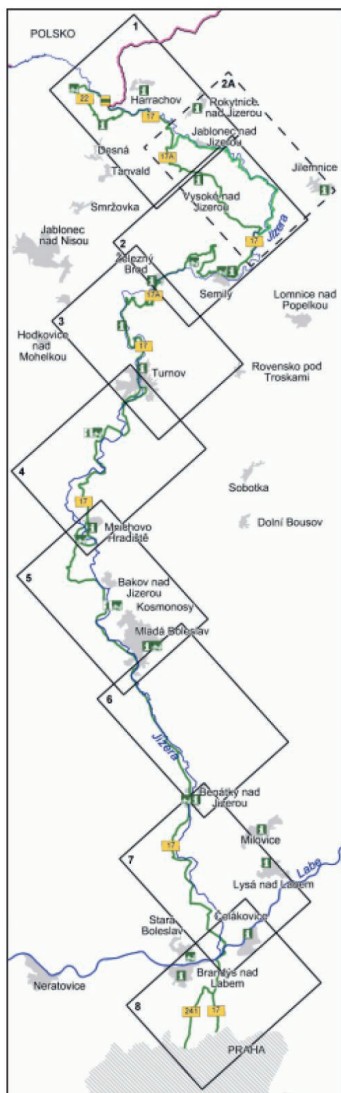 POLSKO
1
2A
22
Harrachov
17
Rokytnice
nad Jizerou
Jablonec
nad Jizerou
Desná
17A
Tanvald
Vysoké nad
Jizerou
Jilemnice
Smržovka
Jablonec
nad Nisou
2
17
Jizera
Železný
Brod
17A
Semily
Lomnice nad
Popelkou
3
Hodkovice
nad
Mohelkou
17
Turnov
Rovensko pod
Troskami
4
Sobotka
17
Mnichovo
Hradiště
Dolní Bousov
5
Bakov nad
Jizerou
Kosmonosy
Mladá Boleslav
6
Jizera
Benátky nad
Jizerou
7
17
Milovice
Lysá nad Labem
Labe
Stará
Boleslav
Čelákovice
Neratovice
Brandýs nad
Labem
8
241
17
PRAHA